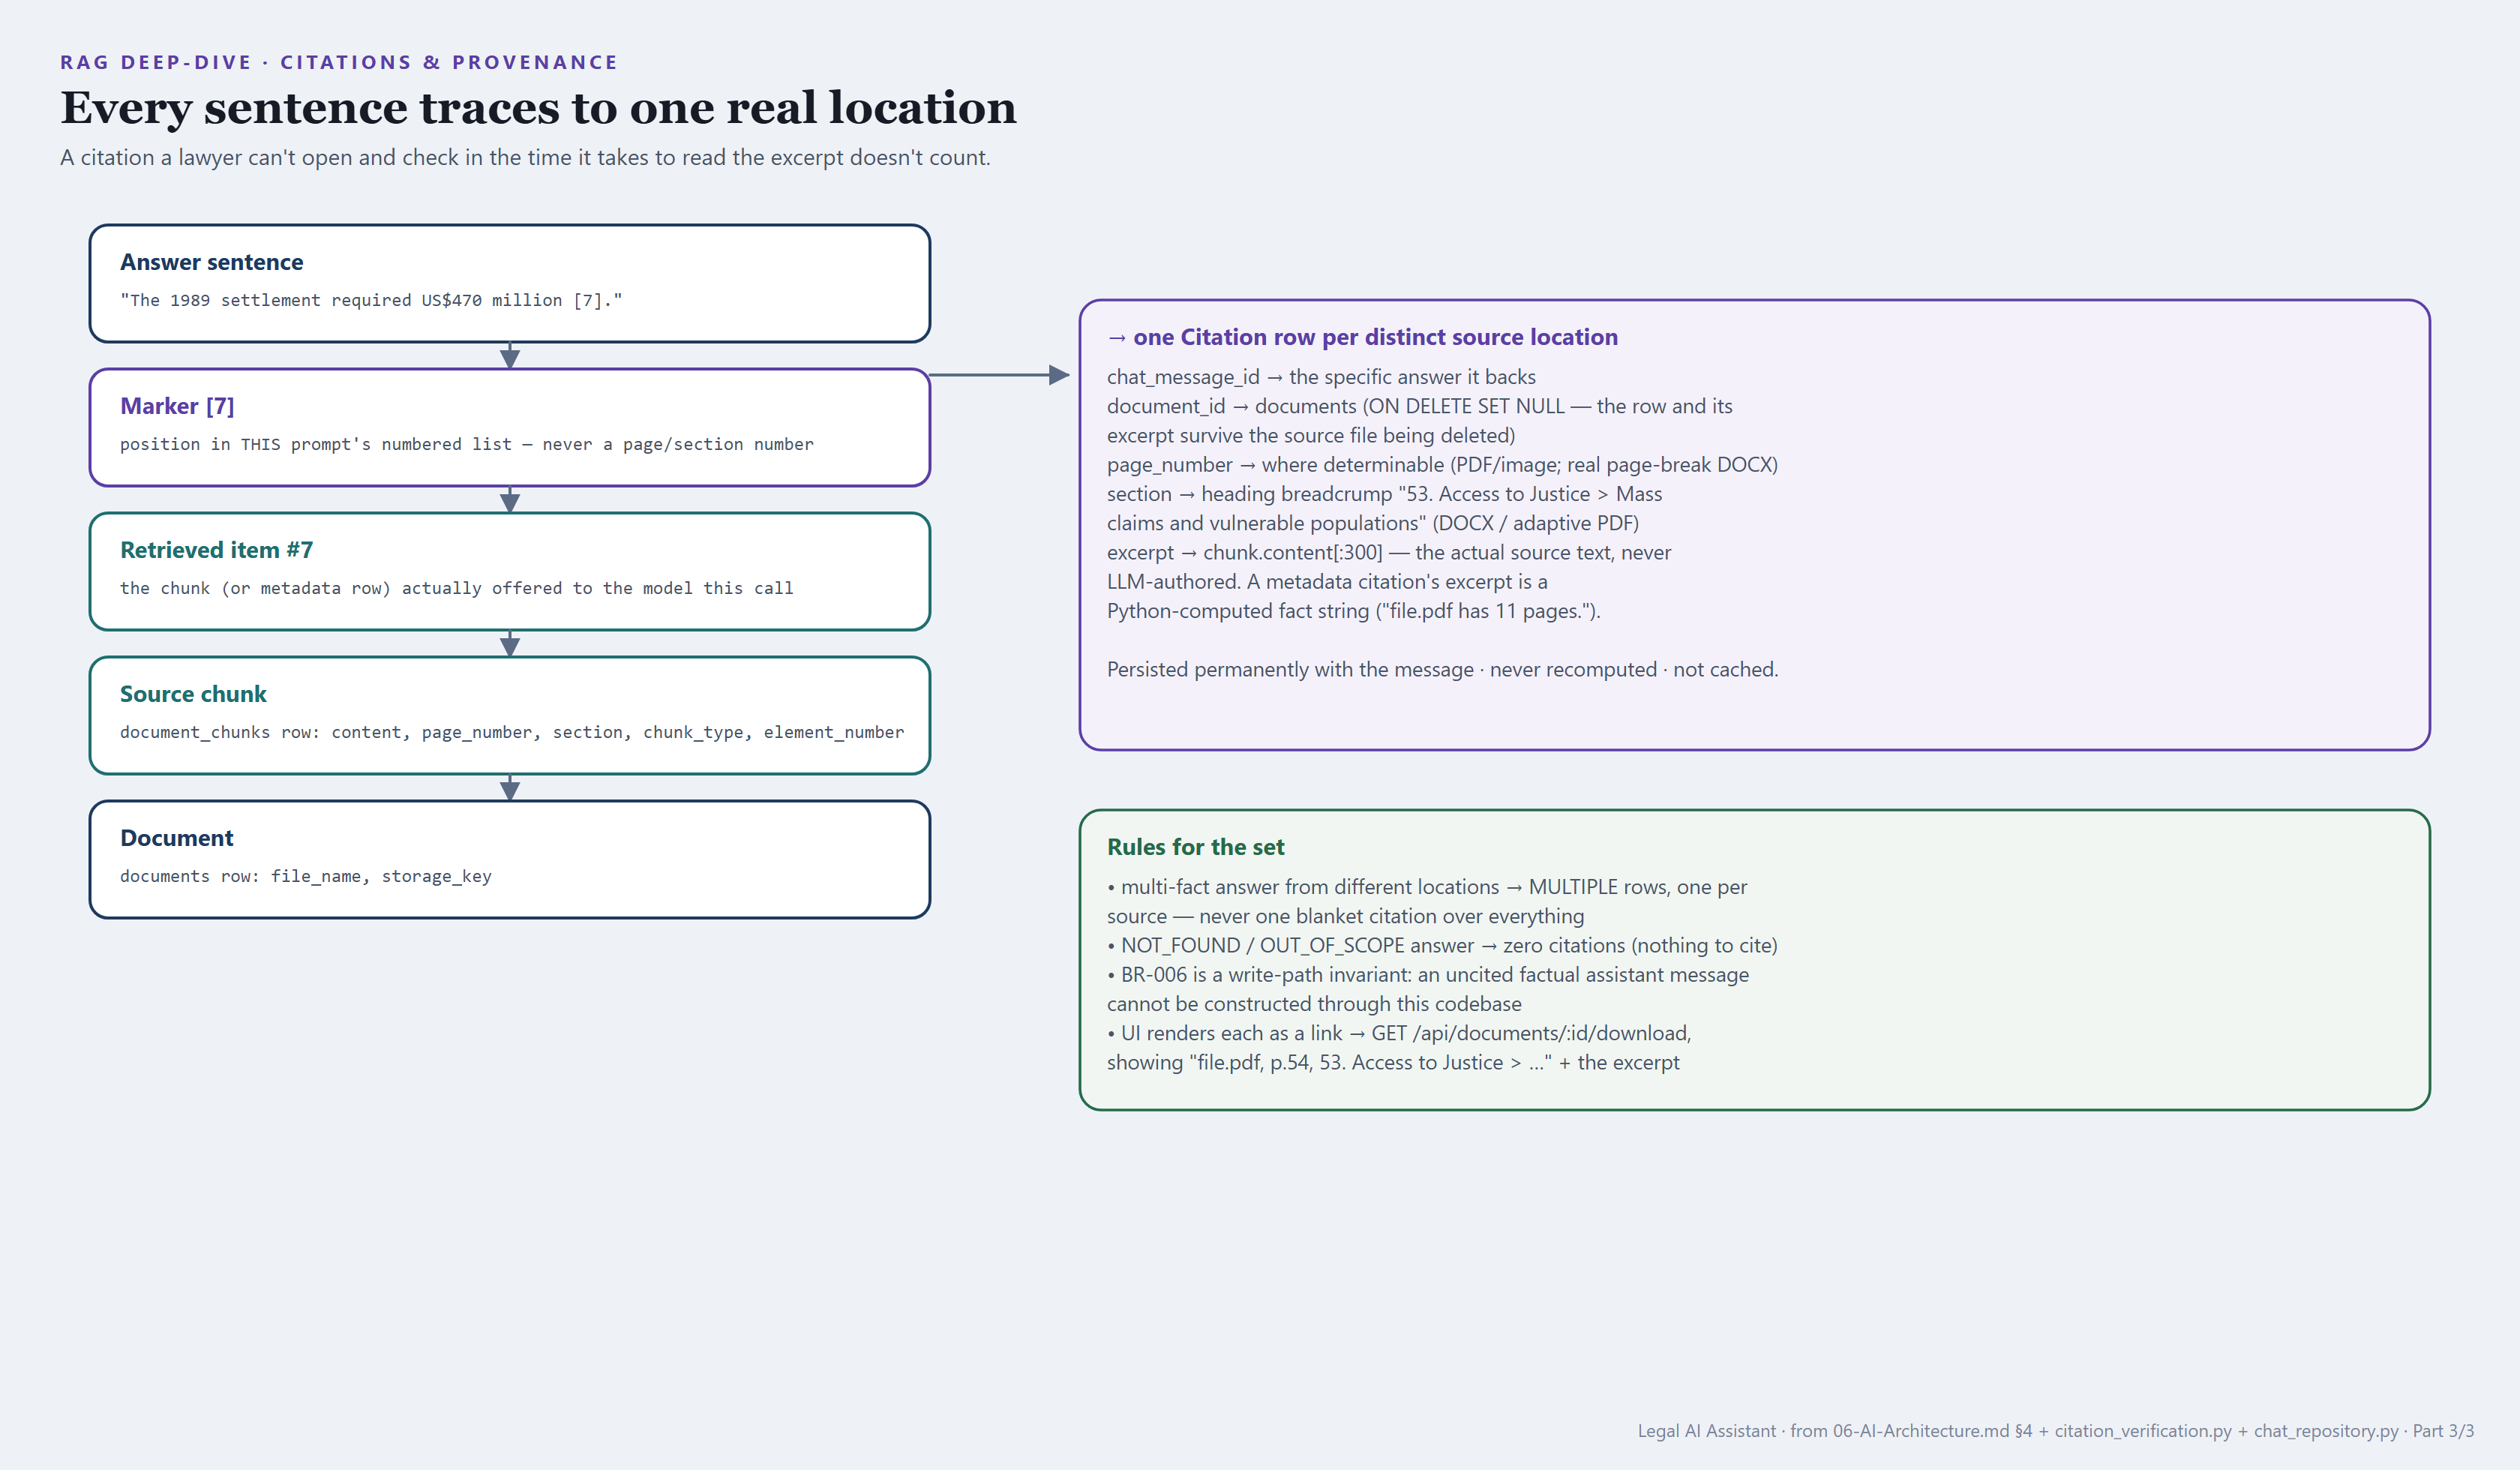 RAG DEEP-DIVE · CITATIONS & PROVENANCE
Every sentence traces to one real location
A citation a lawyer can't open and check in the time it takes to read the excerpt doesn't count.
Answer sentence
"The 1989 settlement required US$470 million [7]."
Marker [7]
position in THIS prompt's numbered list — never a page/section number
Retrieved item #7
the chunk (or metadata row) actually offered to the model this call
Source chunk
document_chunks row: content, page_number, section, chunk_type, element_number
Document
documents row: file_name, storage_key
→ one Citation row per distinct source location
chat_message_id → the specific answer it backs
document_id → documents (ON DELETE SET NULL — the row and its
excerpt survive the source file being deleted)
page_number → where determinable (PDF/image; real page-break DOCX)
section → heading breadcrump "53. Access to Justice > Mass
claims and vulnerable populations" (DOCX / adaptive PDF)
excerpt → chunk.content[:300] — the actual source text, never
LLM-authored. A metadata citation's excerpt is a
Python-computed fact string ("file.pdf has 11 pages.").
Persisted permanently with the message · never recomputed · not cached.
Rules for the set
• multi-fact answer from different locations → MULTIPLE rows, one per
source — never one blanket citation over everything
• NOT_FOUND / OUT_OF_SCOPE answer → zero citations (nothing to cite)
• BR-006 is a write-path invariant: an uncited factual assistant message
cannot be constructed through this codebase
• UI renders each as a link → GET /api/documents/:id/download,
showing "file.pdf, p.54, 53. Access to Justice > ..." + the excerpt
Legal AI Assistant · from 06-AI-Architecture.md §4 + citation_verification.py + chat_repository.py · Part 3/3